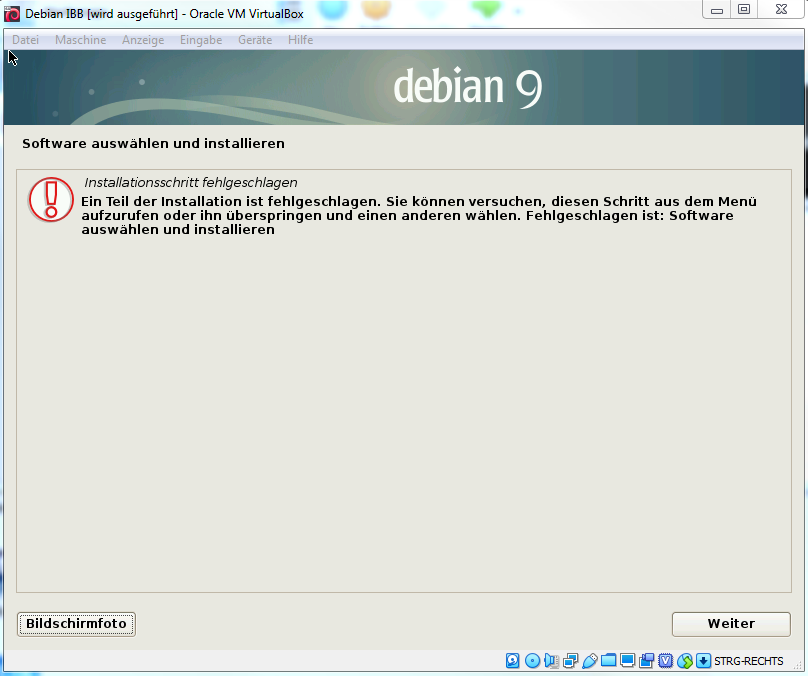 Debian IBB [wird ausgeführt] - Oracle VM VirtualBox
Datei Maschine Anzeige Eingabe Geräte Hilfe
debian 9
Software auswählen und installieren
Installationsschritt fehlgeschlagen
Ein Teil der Installation ist fehlgeschlagen. Sie können versuchen, diesen Schritt aus dem Menü
aufzurufen oder ihn überspringen und einen anderen wählen. Fehlgeschlagen ist: Software
auswählen und installieren
Bildschirmfoto Weiter
STRG-RECHTS